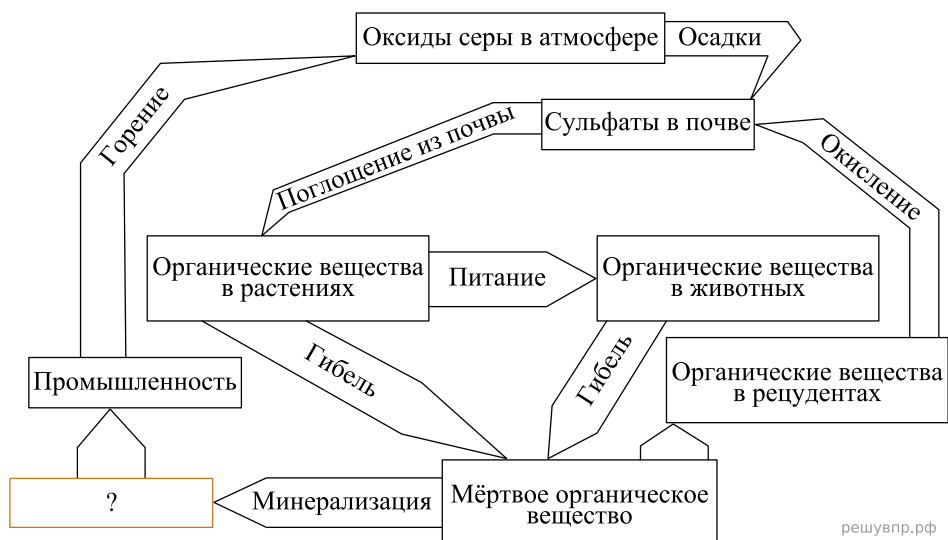 Оксиды серы в атмосфере
Осадки
Сульфаты в почве
Горение
Поглощение из почвы
Окисление
Органические вещества
в растениях
Питание
Органические вещества
в животных
Гибель
Гибель
Промышленность
Органические вещества
в рецудентах
?
Минерализация
Мёртвое органическое
вещество
решувпр.рф